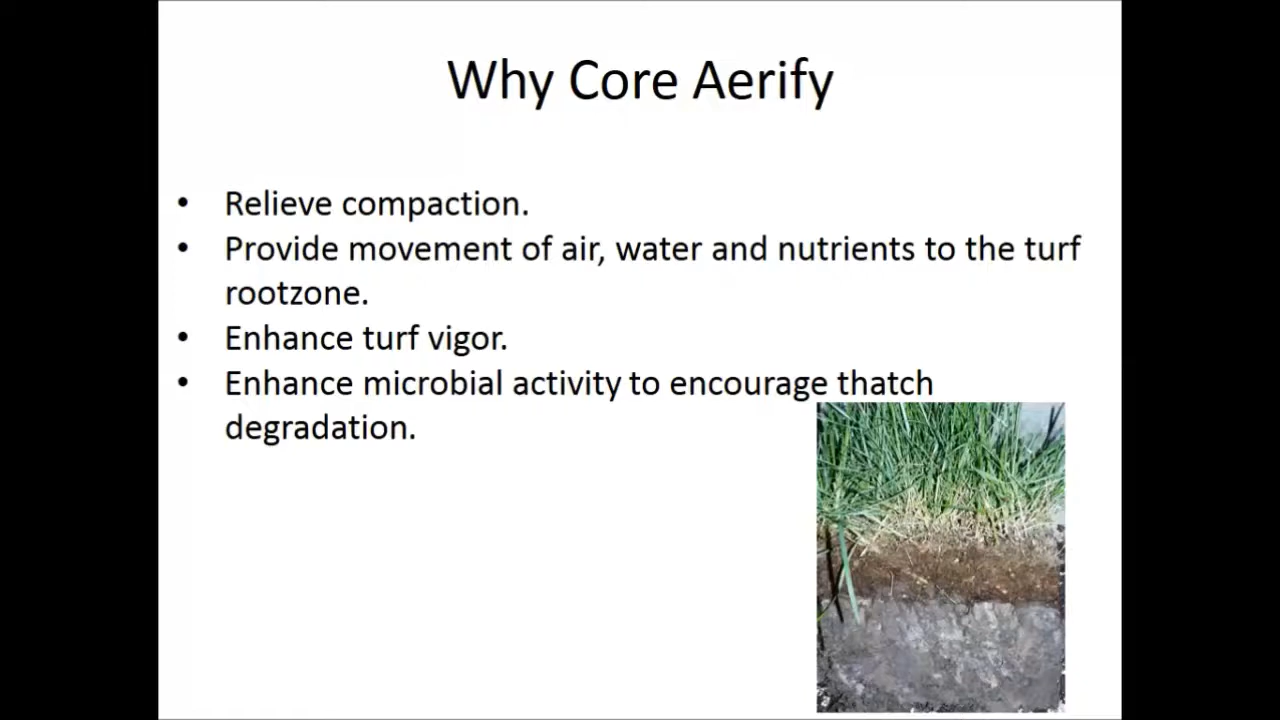 Why Core Aerify
• Relieve compaction.
• Provide movement of air, water and nutrients to the turf
rootzone.
• Enhance turf vigor.
• Enhance microbial activity to encourage thatch
degradation.